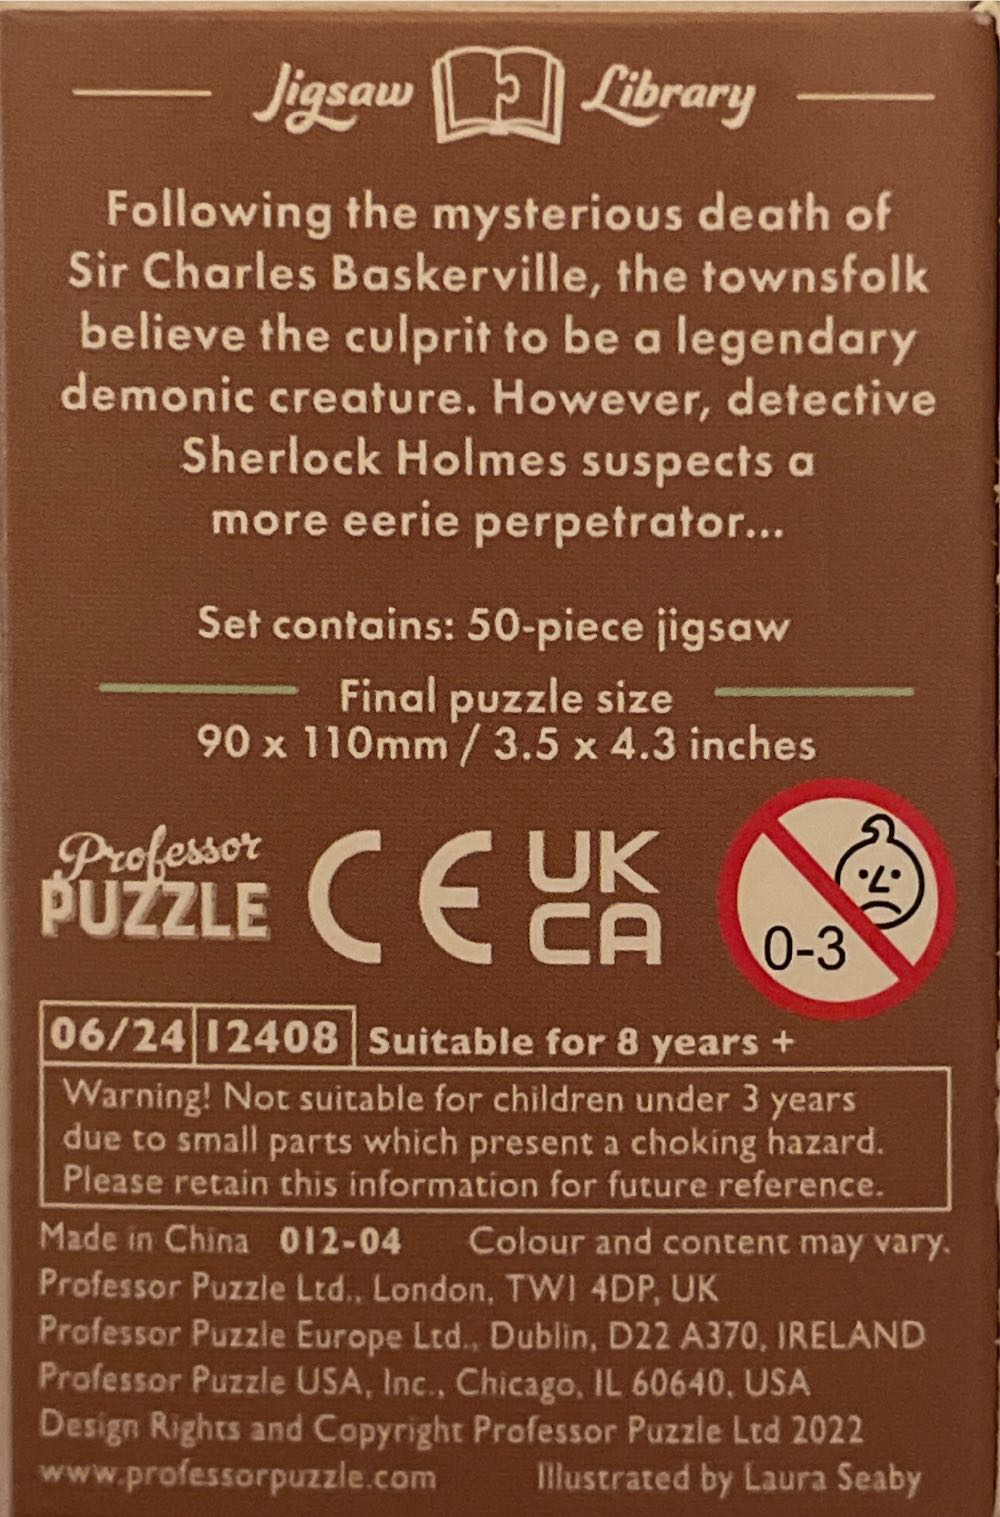 Jigsaw Library
Following the mysterious death of
Sir Charles Baskerville, the townsfolk
believe the culprit to be a legendary
demonic creature. However, detective
Sherlock Holmes suspects a
more eerie perpetrator...
Set contains: 50-piece jigsaw
Final puzzle size
90 x 110mm / 3.5 x 4.3 inches
Professor
PUZZLE
CE
UK
CA
0-3
06/24 12408 Suitable for 8 years +
Warning! Not suitable for children under 3 years
due to small parts which present a choking hazard.
Please retain this information for future reference.
Made in China 012-04 Colour and content may vary.
Professor Puzzle Ltd., London, TW1 4DP, UK
Professor Puzzle Europe Ltd., Dublin, D22 A370, IRELAND
Professor Puzzle USA, Inc., Chicago, IL 60640, USA
Design Rights and Copyright Professor Puzzle Ltd 2022
www.professorpuzzle.com Illustrated by Laura Seaby